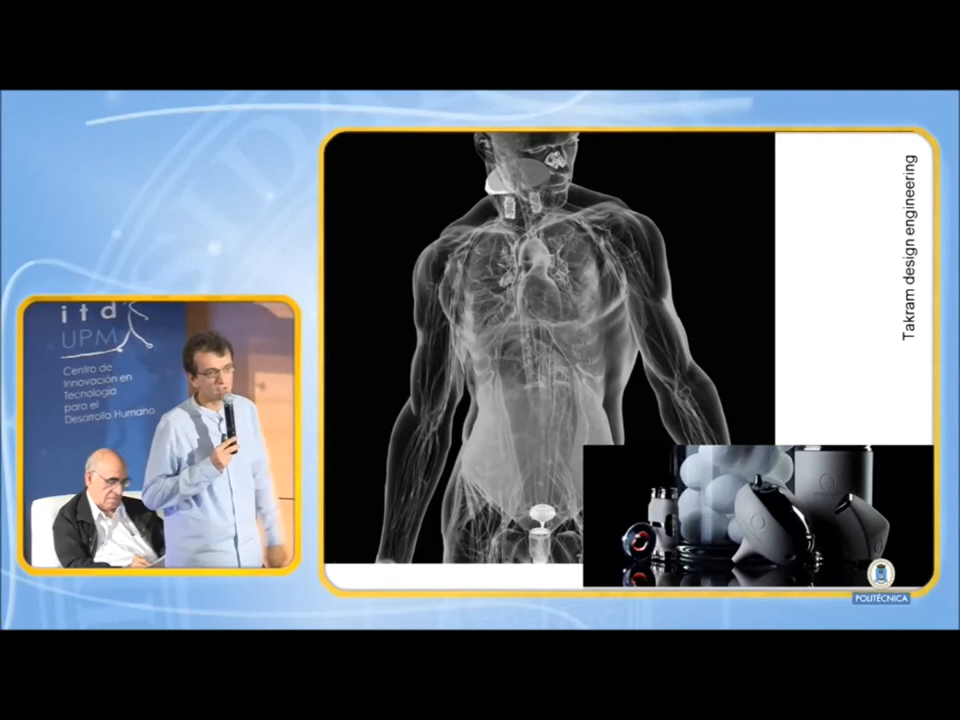 itd
UPM
Centro de
Innovación en
Tecnología
para el
Desarrollo Humano
Takram design engineering
POLITÉCNICA